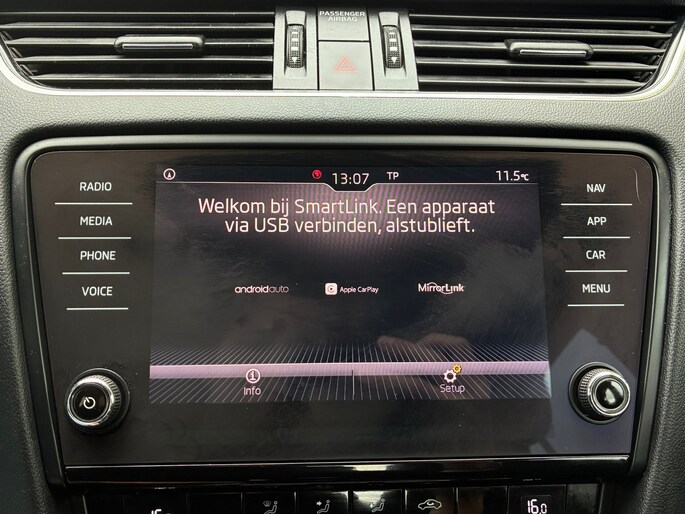 PASSENGER
AIRBAG
13:07 TP 11.5°C
RADIO
MEDIA
PHONE
VOICE
Welkom bij SmartLink. Een apparaat
via USB verbinden, alstublieft.
androidauto Apple CarPlay MirrorLink
Info Setup
NAV
APP
CAR
MENU
16.0